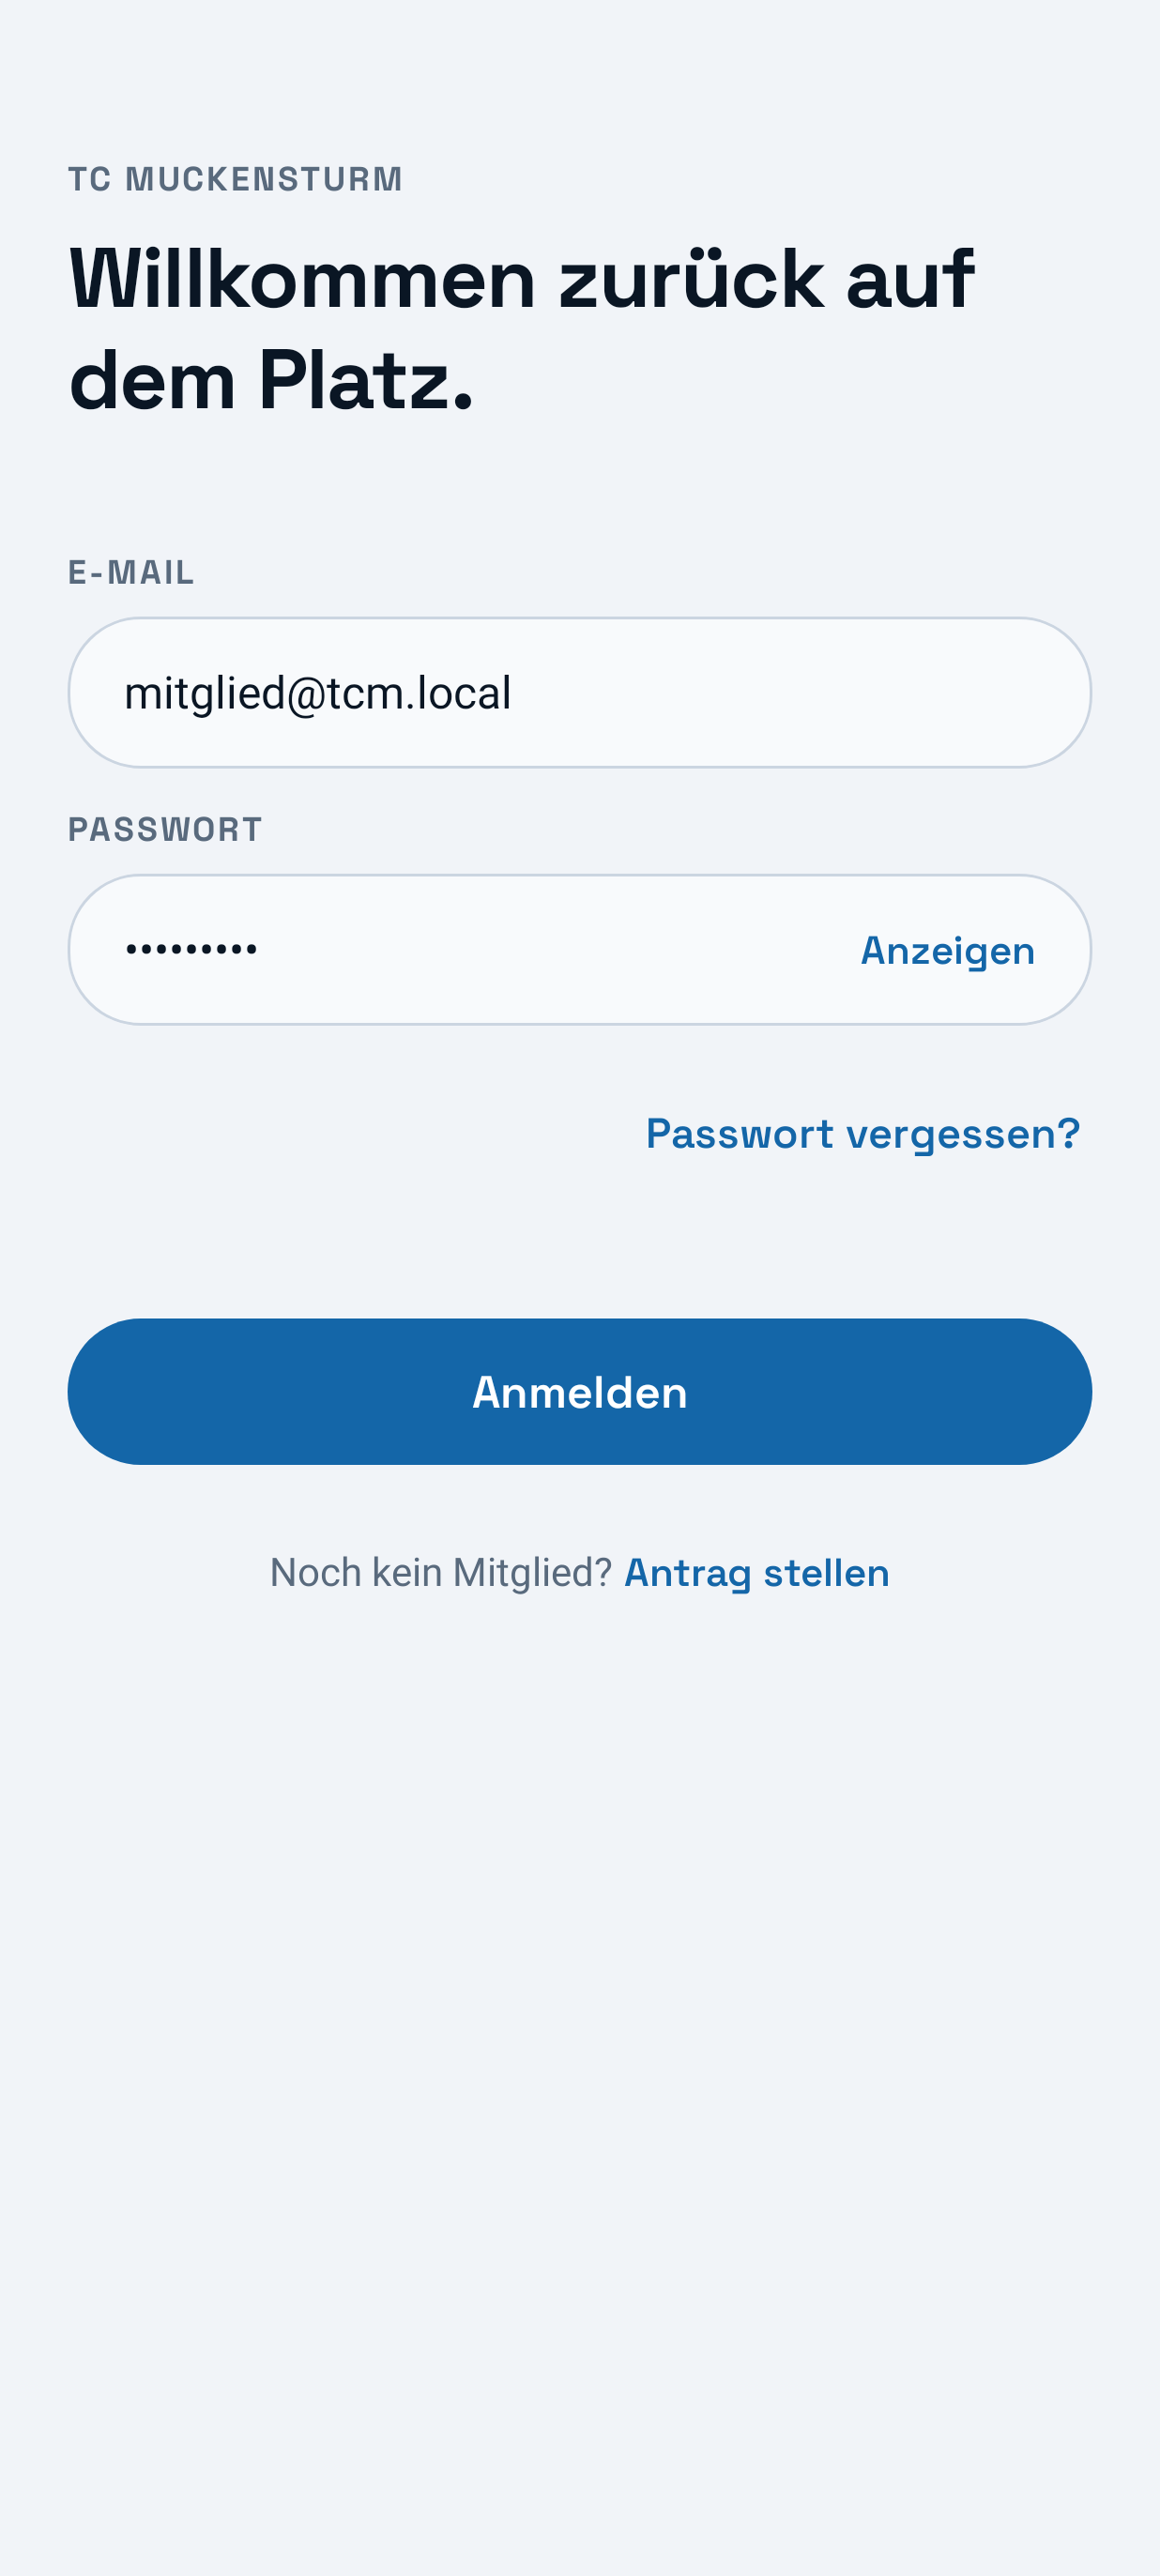 TC MUCKENSTURM
Willkommen zurück auf
dem Platz.
E-MAIL
mitglied@tcm.local
PASSWORT
•••••••••
Anzeigen
Passwort vergessen?
Anmelden
Noch kein Mitglied? Antrag stellen